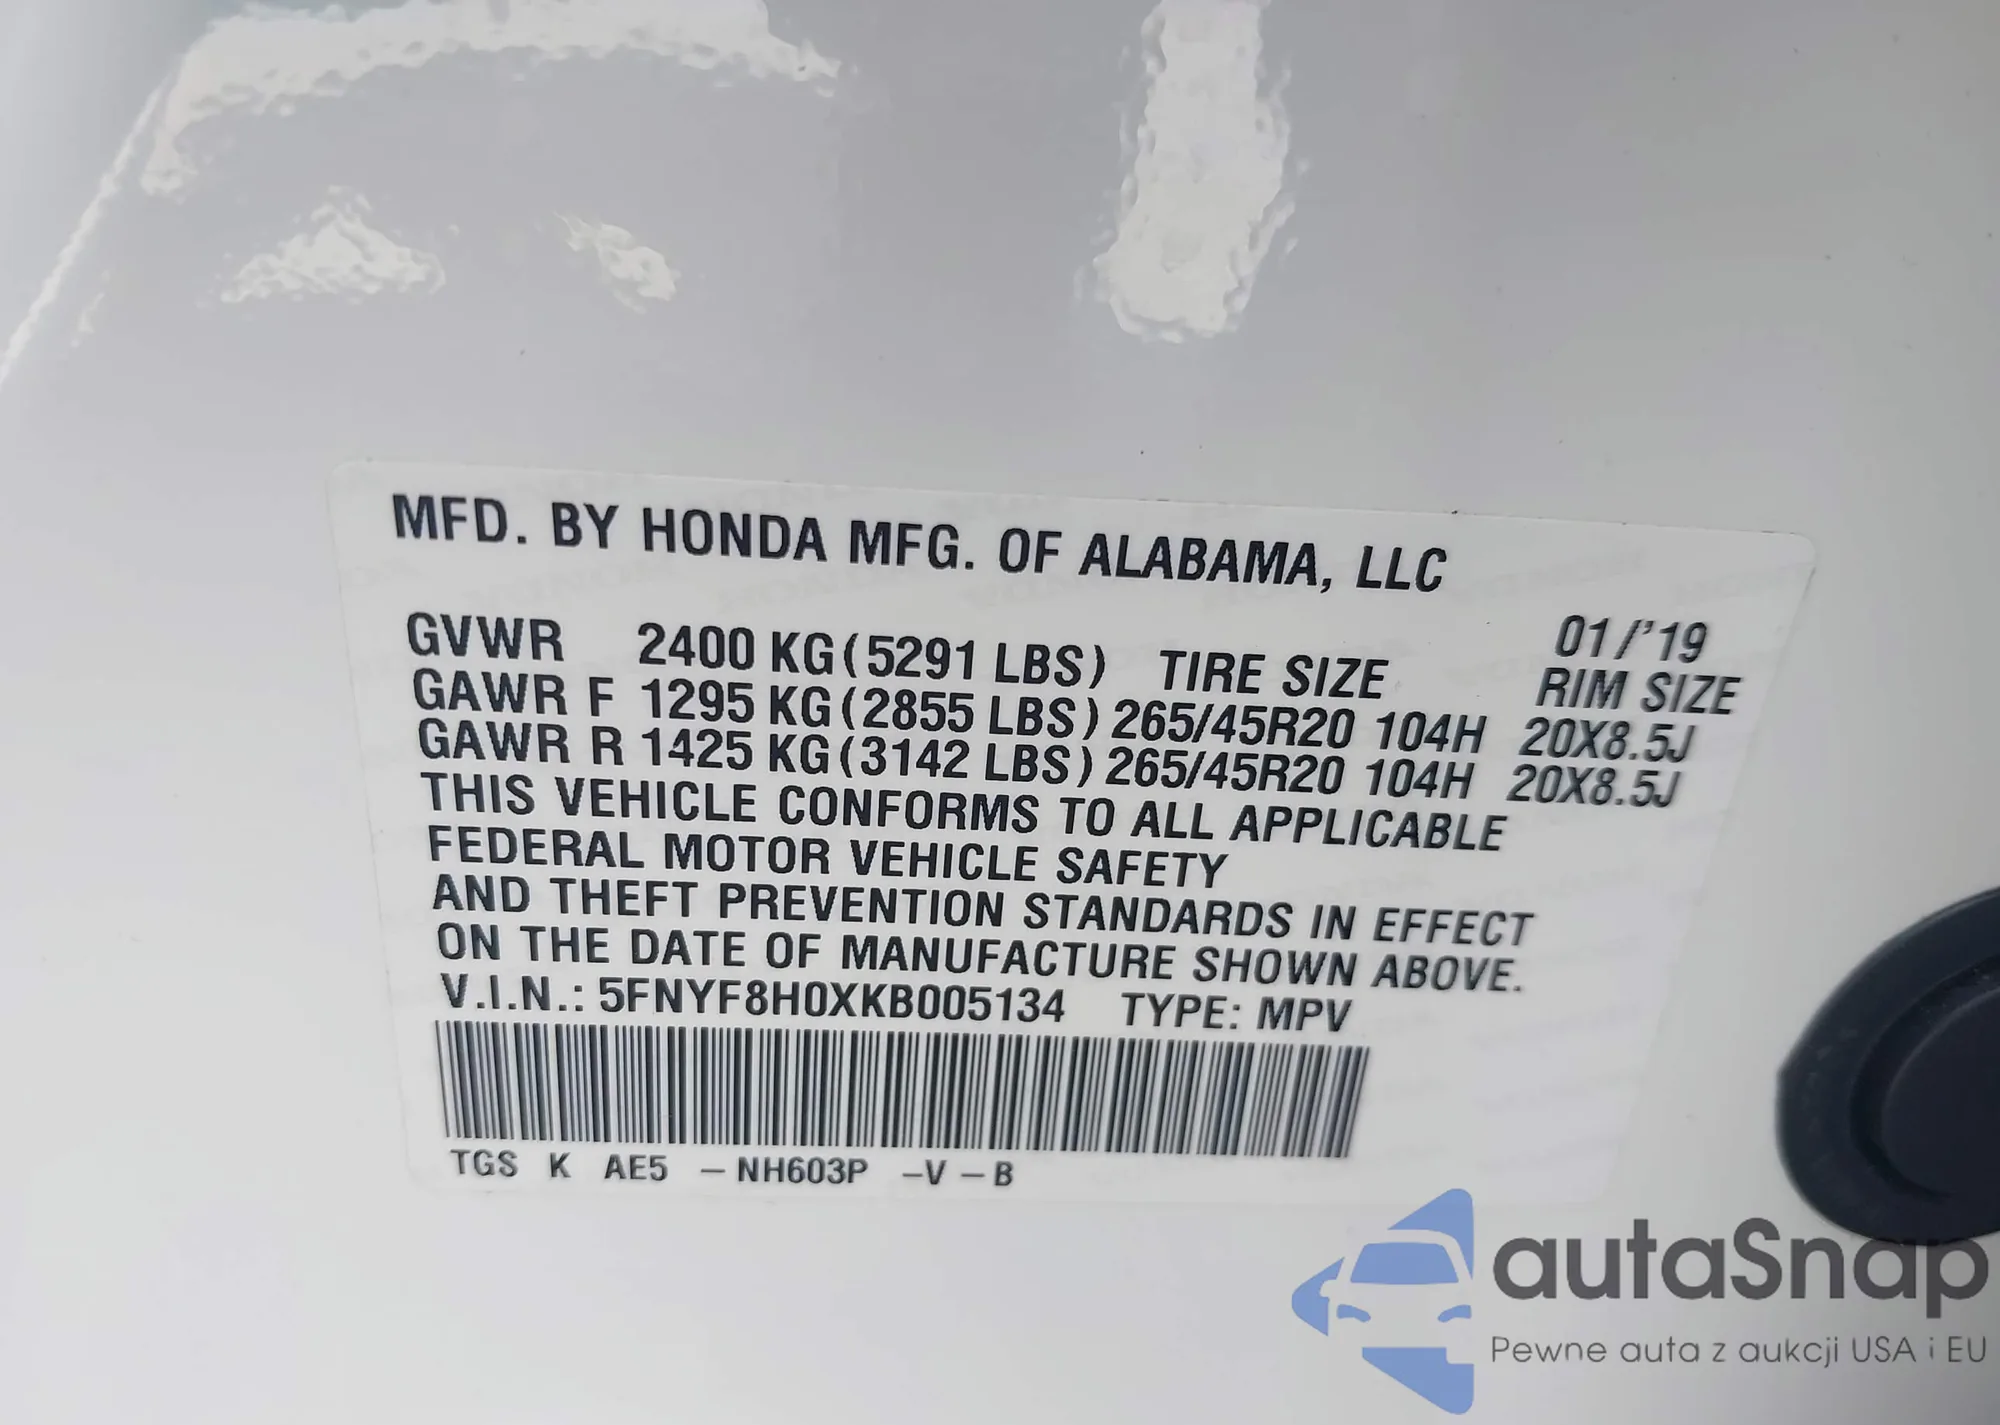 MFD. BY HONDA MFG. OF ALABAMA, LLC
01/'19
GVWR 2400 KG (5291 LBS) TIRE SIZE RIM SIZE
GAWR F 1295 KG (2855 LBS) 265/45R20 104H 20X8.5J
GAWR R 1425 KG (3142 LBS) 265/45R20 104H 20X8.5J
THIS VEHICLE CONFORMS TO ALL APPLICABLE
FEDERAL MOTOR VEHICLE SAFETY
AND THEFT PREVENTION STANDARDS IN EFFECT
ON THE DATE OF MANUFACTURE SHOWN ABOVE.
V.I.N.: 5FNYF8H0XKB005134 TYPE: MPV
TGS K AE5 – NH603P – V – B
autaSnap
Pewne auta z aukcji USA i EU